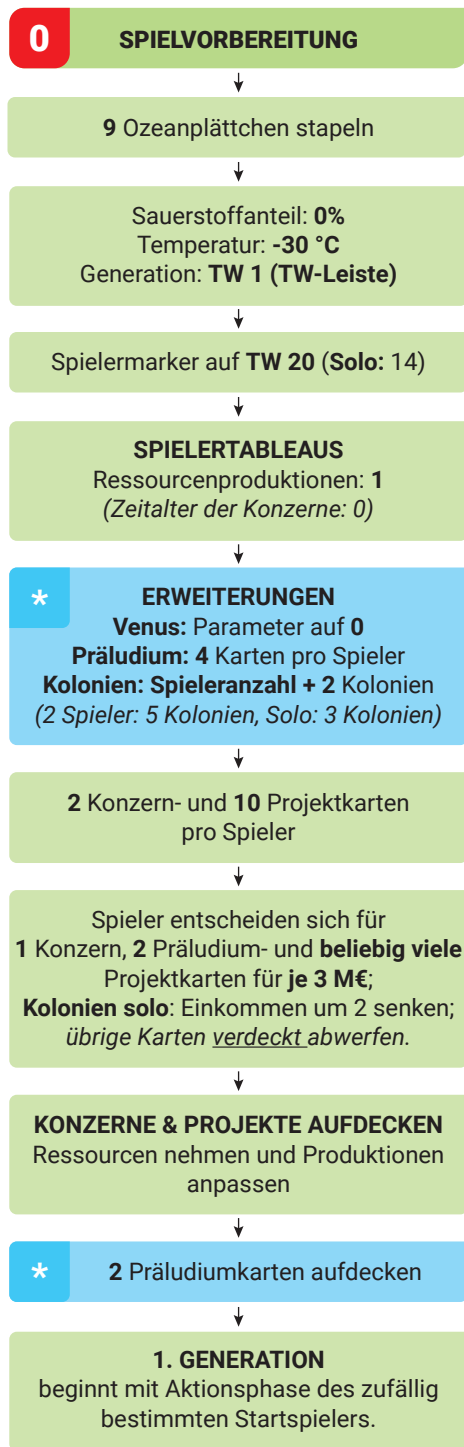 0 SPIELVORBEREITUNG
9 Ozeanplättchen stapeln
Sauerstoffanteil: 0%
Temperatur: -30 °C
Generation: TW 1 (TW-Leiste)
Spielermarker auf TW 20 (Solo: 14)
SPIELERTABLEAUS
Ressourcenproduktionen: 1
(Zeitalter der Konzerne: 0)
* ERWEITERUNGEN
Venus: Parameter auf 0
Präludium: 4 Karten pro Spieler
Kolonien: Spieleranzahl + 2 Kolonien
(2 Spieler: 5 Kolonien, Solo: 3 Kolonien)
2 Konzern- und 10 Projektkarten
pro Spieler
Spieler entscheiden sich für
1 Konzern, 2 Präludium- und beliebig viele
Projektkarten für je 3 M€;
Kolonien solo: Einkommen um 2 senken;
übrige Karten verdeckt abwerfen.
KONZERNE & PROJEKTE AUFDECKEN
Ressourcen nehmen und Produktionen
anpassen
* 2 Präludiumkarten aufdecken
1. GENERATION
beginnt mit Aktionsphase des zufällig
bestimmten Startspielers.